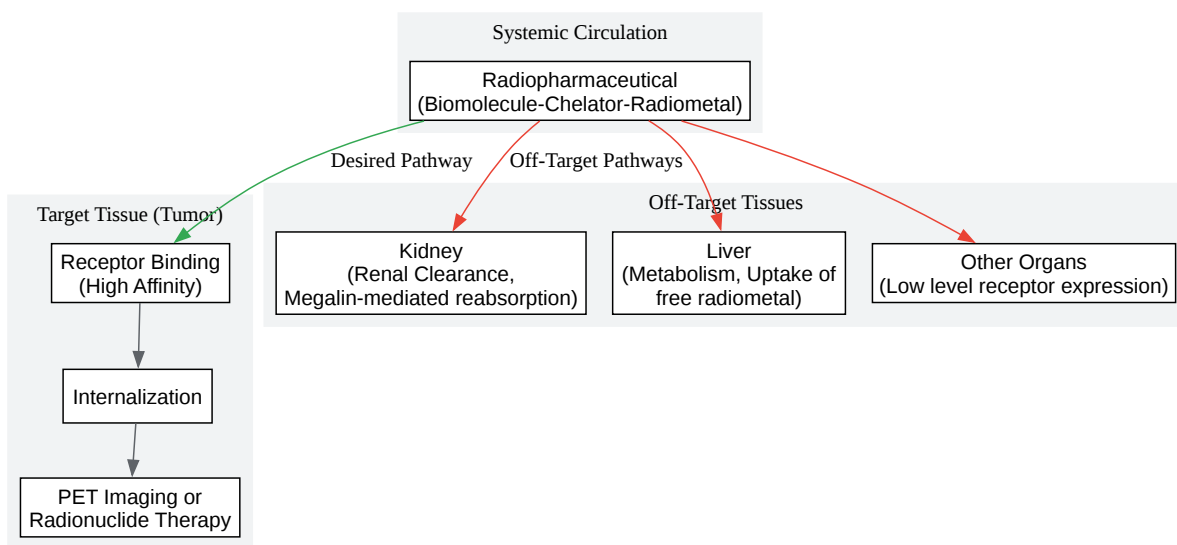 Systemic Circulation
Radiopharmaceutical
(Biomolecule-Chelator-Radiometal)
Desired Pathway
Off-Target Pathways
Target Tissue (Tumor)
Off-Target Tissues
Receptor Binding
(High Affinity)
Kidney
(Renal Clearance,
Megalin-mediated reabsorption)
Liver
(Metabolism, Uptake of
free radiometal)
Other Organs
(Low level receptor expression)
Internalization
PET Imaging or
Radionuclide Therapy